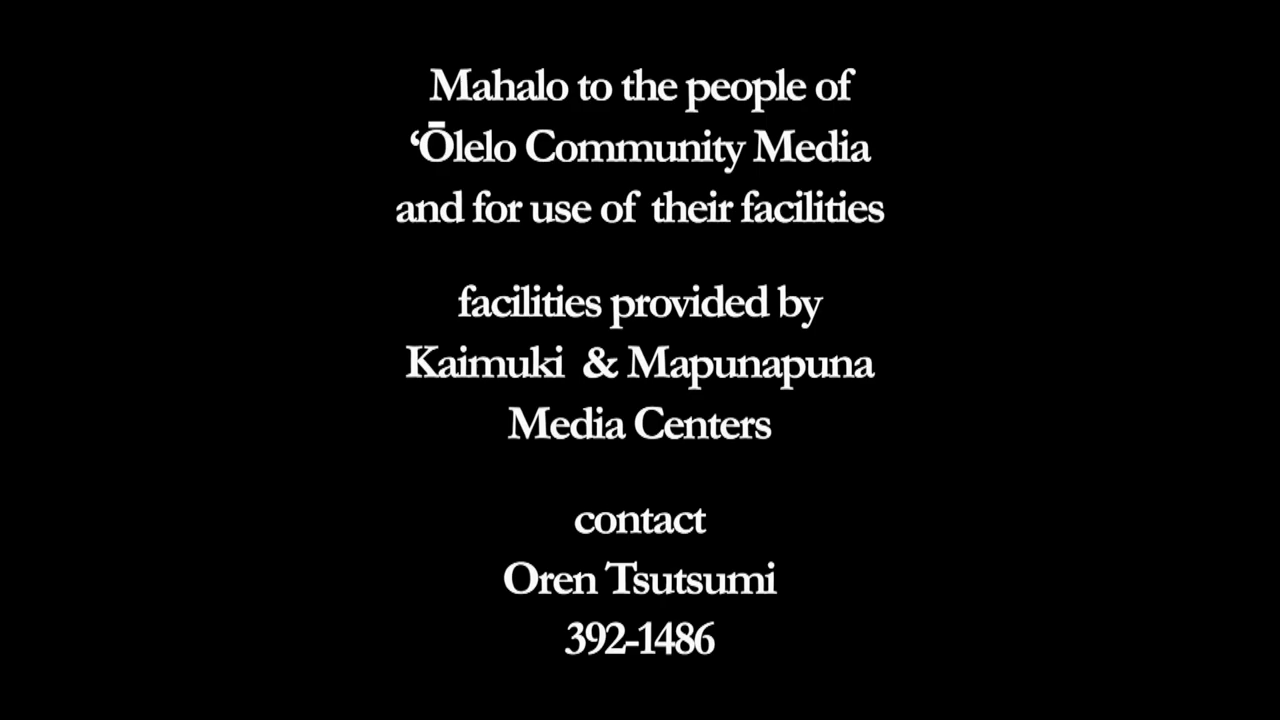 Mahalo to the people of
‘Ōlelo Community Media
and for use of their facilities
facilities provided by
Kaimuki & Mapunapuna
Media Centers
contact
Oren Tsutsumi
392-1486